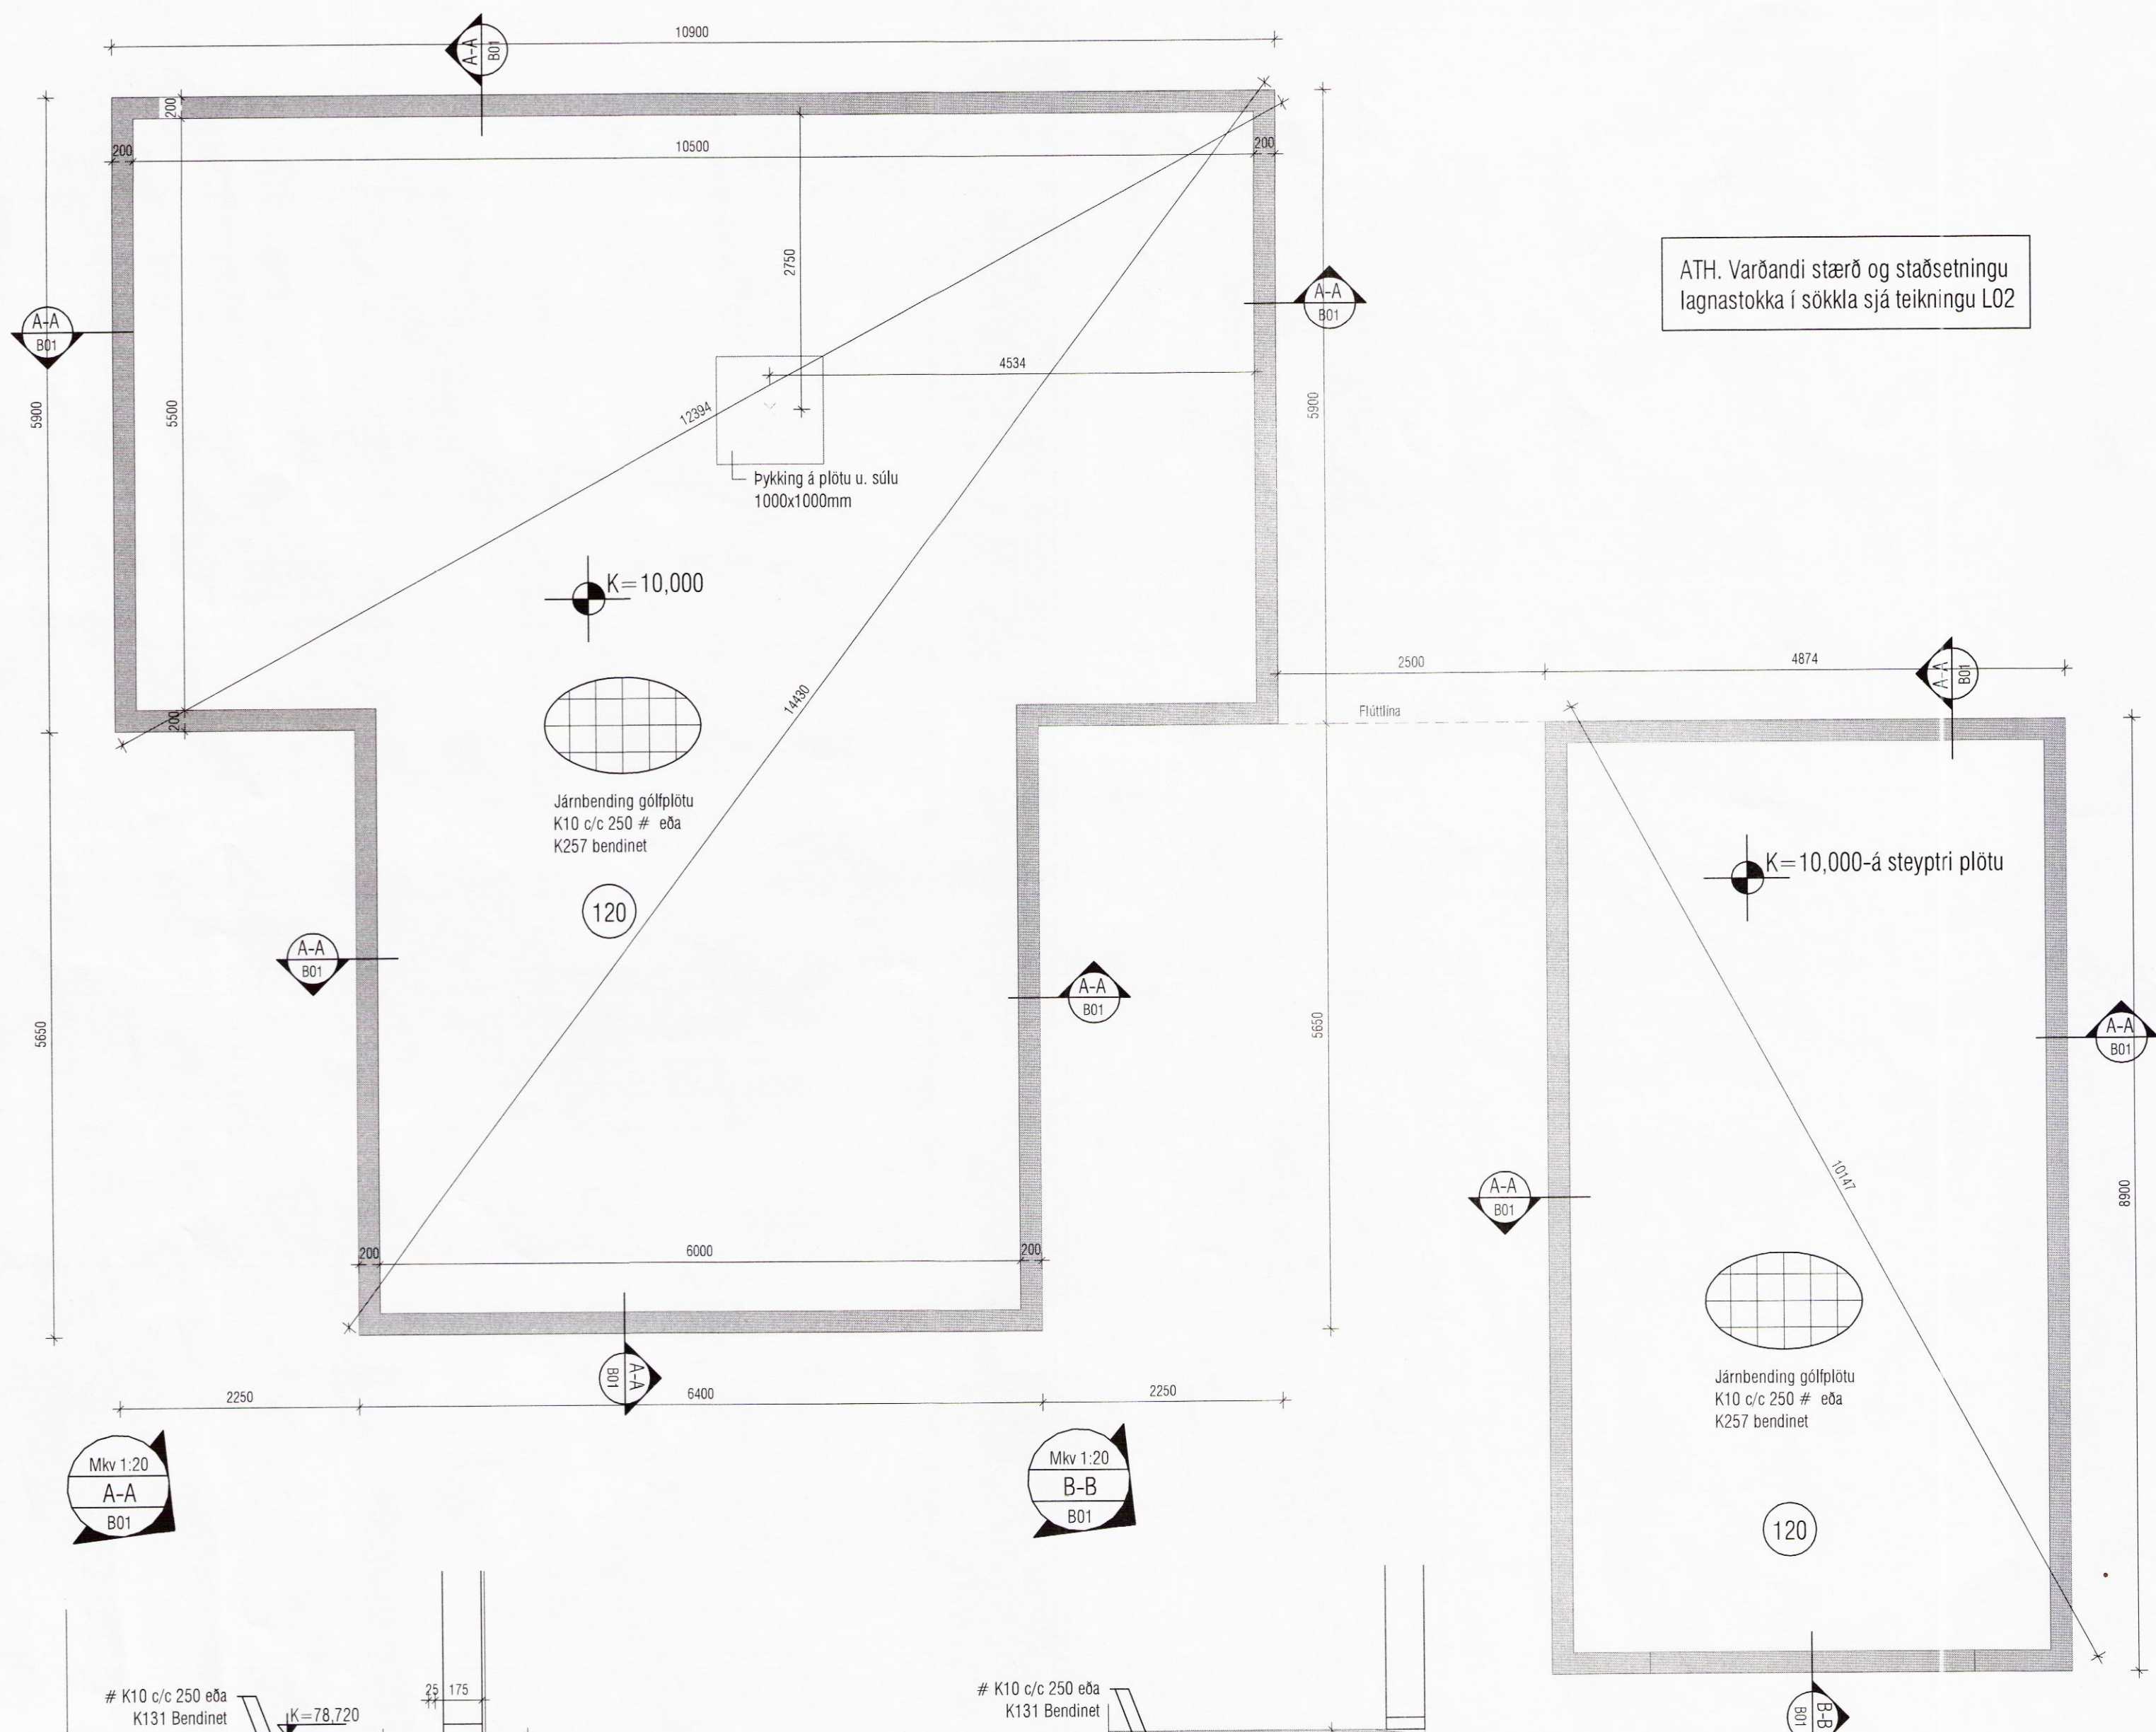 10900
A-A
B01
200
200
10500
200
2750
A-A
B01
A-A
B01
ATH. Varðandi stærð og staðsetningu
lagnastokka í sökkla sjá teikningu L02
5900
5500
12394
4534
5900
Þykking á plötu u. súlu
1000x1000mm
K=10,000
14430
2500
4874
A-A
B01
Flúttlína
200
Járnbending gólfplötu
K10 c/c 250 # eða
K257 bendinet
120
K=10,000-á steyptri plötu
A-A
B01
A-A
B01
5650
5650
A-A
B01
10147
A-A
B01
8900
200
6000
200
A-A
B01
2250
6400
2250
Járnbending gólfplötu
K10 c/c 250 # eða
K257 bendinet
120
Mkv 1:20
A-A
B01
Mkv 1:20
B-B
B01
# K10 c/c 250 eða
K131 Bendinet
K=78,720
25
175
# K10 c/c 250 eða
K131 Bendinet
B-B
B01